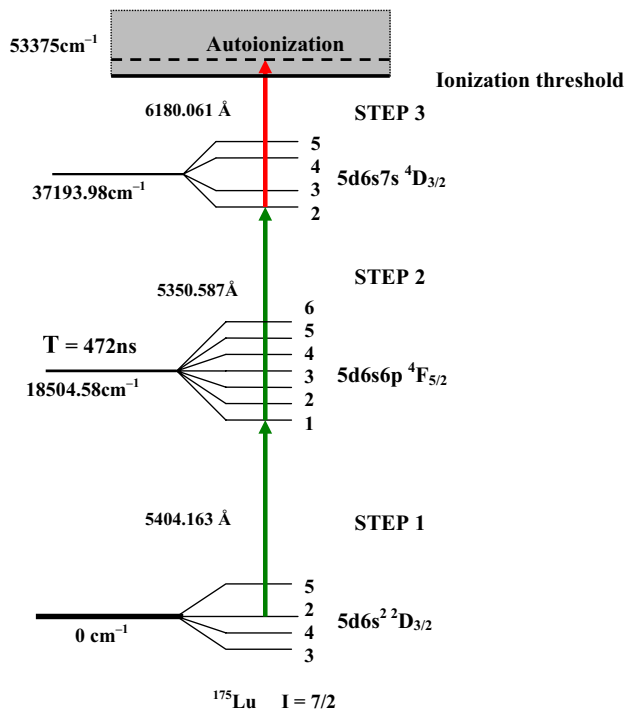 53375cm⁻¹
Autoionization
Ionization threshold
6180.061 Å
STEP 3
5
4
3
2
37193.98cm⁻¹
5d6s7s ⁴D₃/₂
5350.587Å
STEP 2
6
5
4
3
2
1
T = 472ns
18504.58cm⁻¹
5d6s6p ⁴F₅/₂
5404.163 Å
STEP 1
5
2
4
3
0 cm⁻¹
5d6s² ²D₃/₂
¹⁷⁵Lu I = 7/2